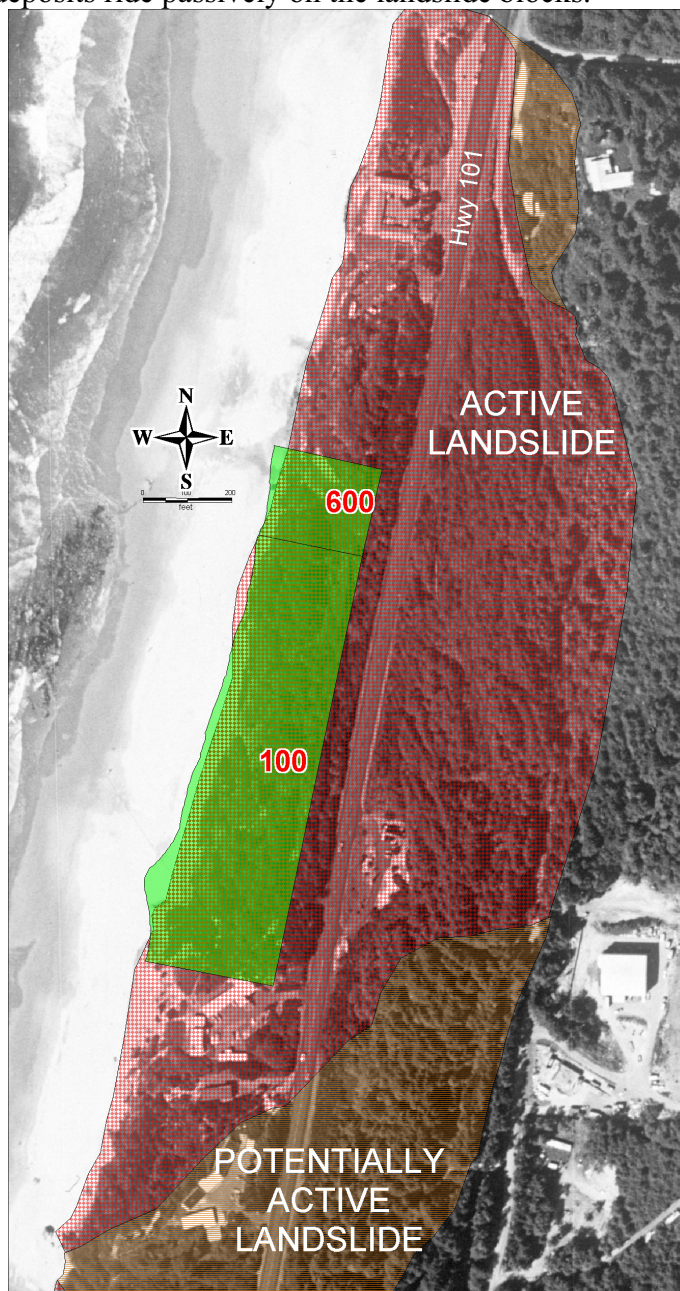 deposits ride passively on the landslide blocks.
Hwy 101
ACTIVE
LANDSLIDE
N
W E
S
0 100 200
feet
600
100
POTENTIALLY
ACTIVE
LANDSLIDE